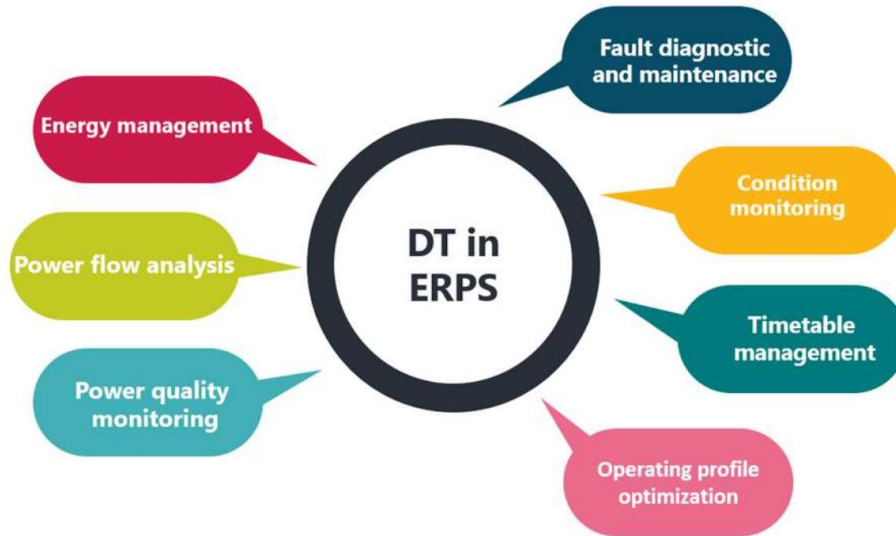 Fault diagnostic
and maintenance
Energy management
Condition
monitoring
DT in
ERPS
Power flow analysis
Timetable
management
Power quality
monitoring
Operating profile
optimization